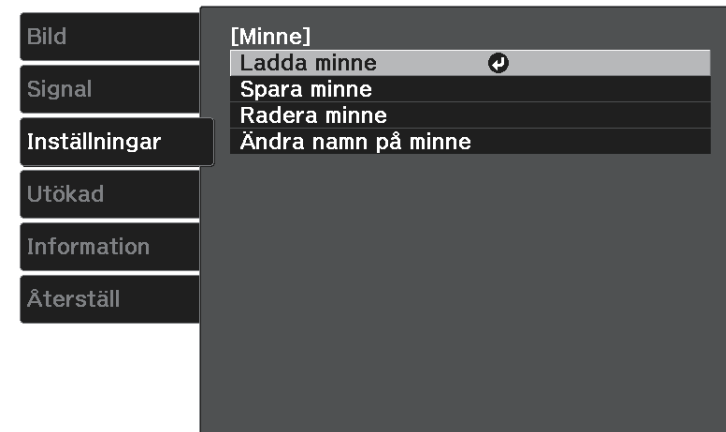 Bild
Signal
Inställningar
Utökad
Information
Återställ
[Minne]
Ladda minne
Spara minne
Radera minne
Ändra namn på minne